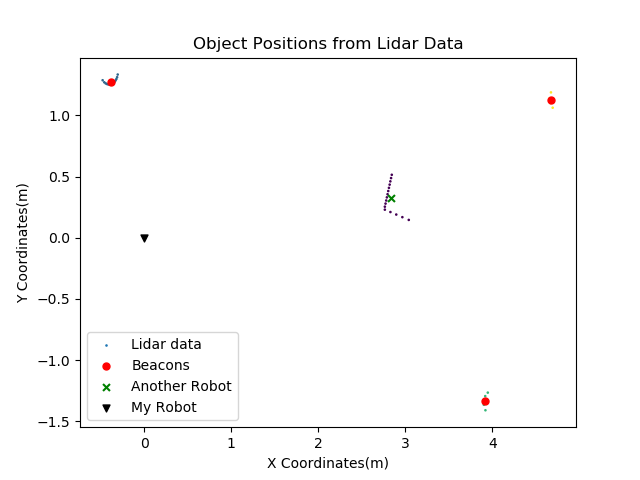 Object Positions from Lidar Data
Y Coordinates(m)
1.0
0.5
0.0
−0.5
−1.0
−1.5
Lidar data
Beacons
Another Robot
My Robot
0 1 2 3 4
X Coordinates(m)